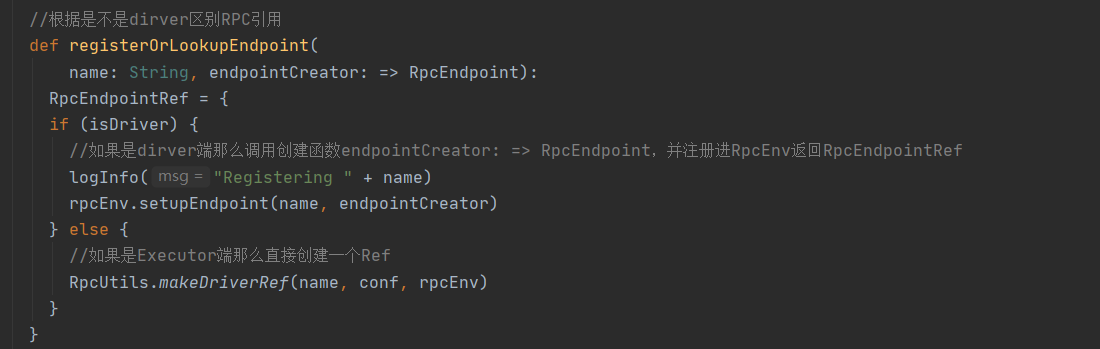 //根据是不是dirver区别RPC引用
def registerOrLookupEndpoint(
name: String, endpointCreator: => RpcEndpoint):
RpcEndpointRef = {
if (isDriver) {
//如果是dirver端那么调用创建函数endpointCreator: => RpcEndpoint，并注册进RpcEnv返回RpcEndpointRef
logInfo( msg = "Registering " + name)
rpcEnv.setupEndpoint(name, endpointCreator)
} else {
//如果是Executor端那么直接创建一个Ref
RpcUtils.makeDriverRef(name, conf, rpcEnv)
}
}